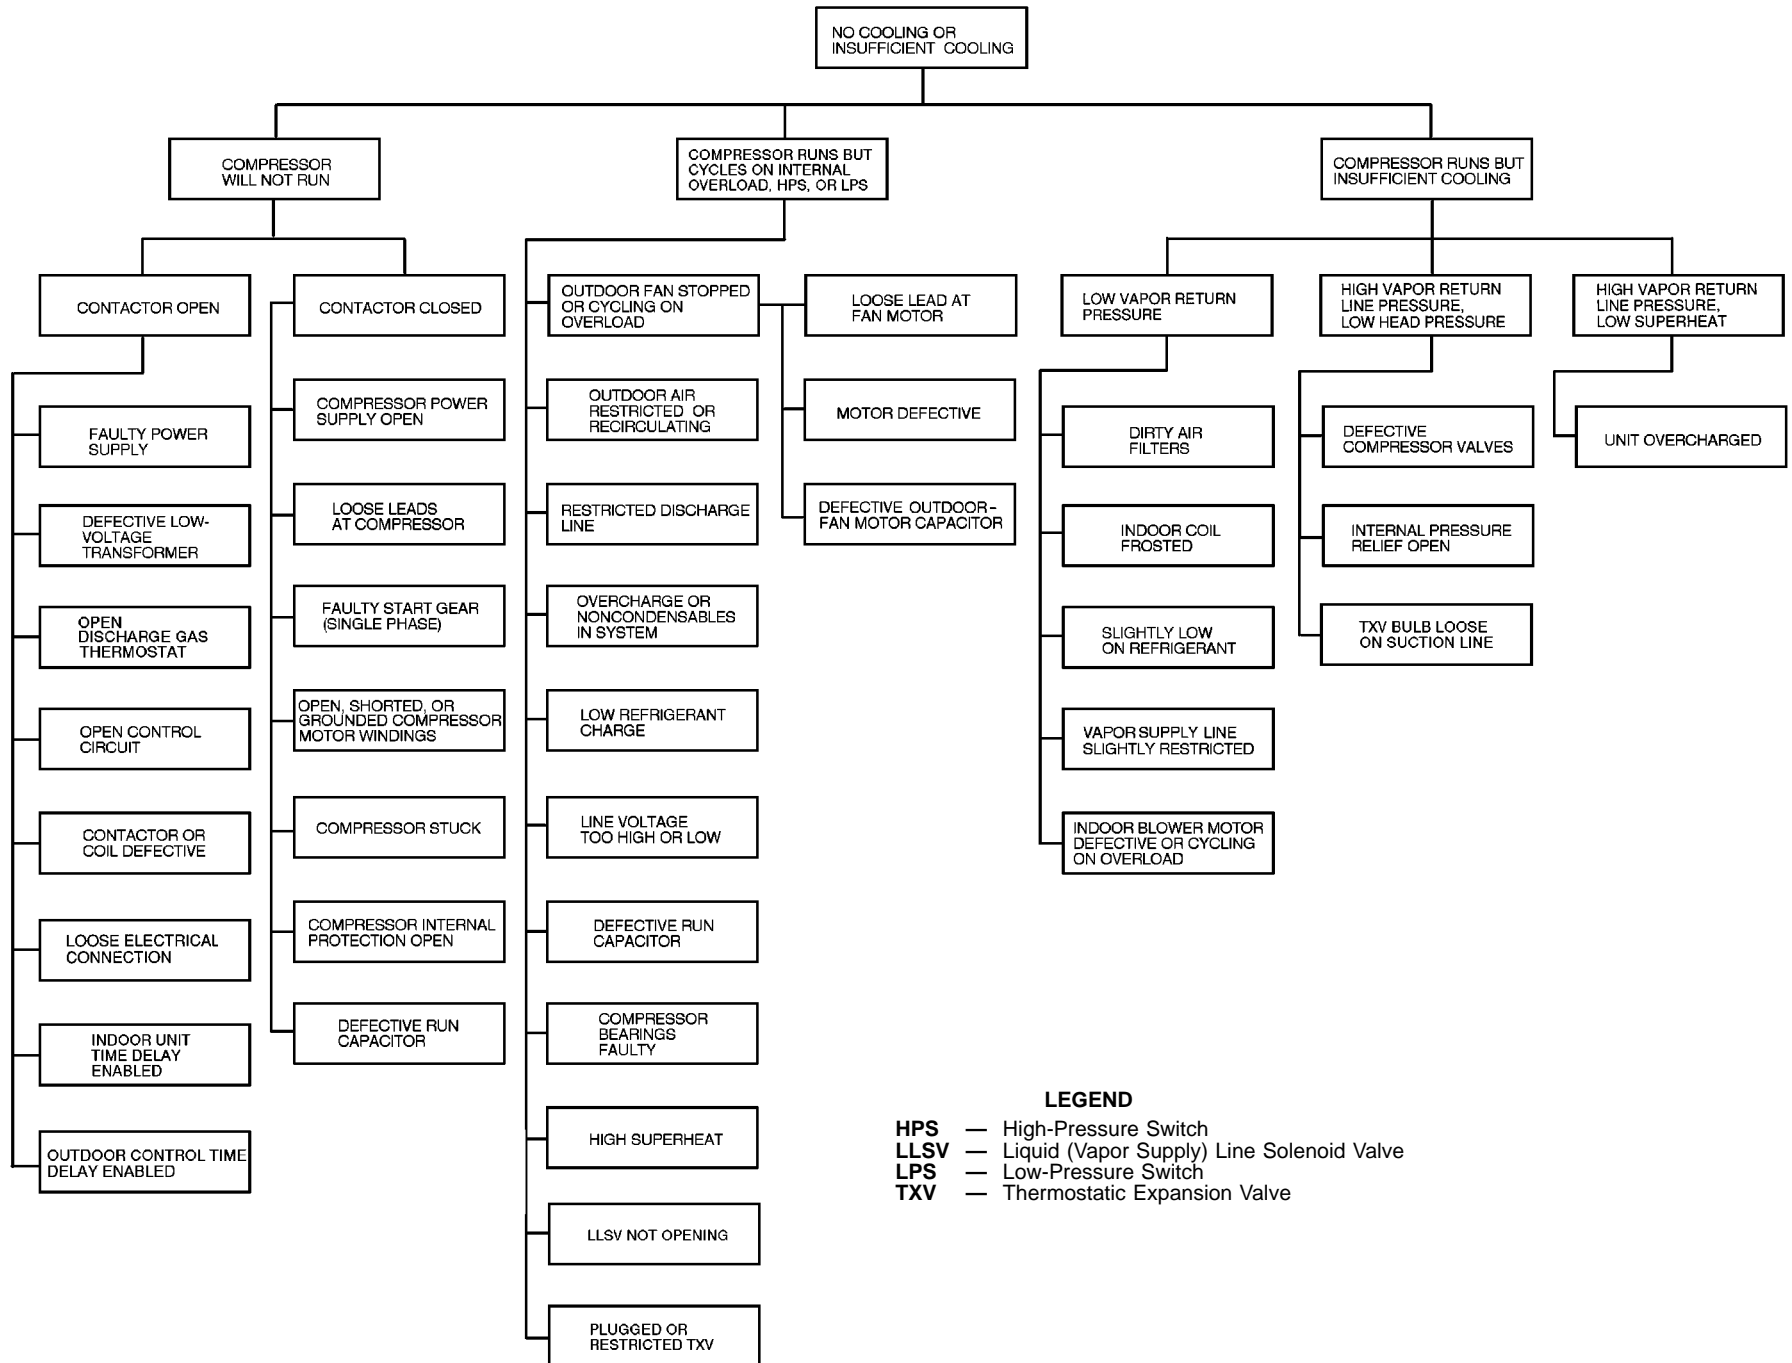 NO COOLING OR
INSUFFICIENT COOLING
COMPRESSOR
WILL NOT RUN
COMPRESSOR RUNS BUT
CYCLES ON INTERNAL
OVERLOAD, HPS, OR LPS
COMPRESSOR RUNS BUT
INSUFFICIENT COOLING
CONTACTOR OPEN
FAULTY POWER
SUPPLY
DEFECTIVE LOW-
VOLTAGE
TRANSFORMER
OPEN
DISCHARGE GAS
THERMOSTAT
OPEN CONTROL
CIRCUIT
CONTACTOR OR
COIL DEFECTIVE
LOOSE ELECTRICAL
CONNECTION
INDOOR UNIT
TIME DELAY
ENABLED
OUTDOOR CONTROL TIME
DELAY ENABLED
CONTACTOR CLOSED
COMPRESSOR POWER
SUPPLY OPEN
LOOSE LEADS
AT COMPRESSOR
FAULTY START GEAR
(SINGLE PHASE)
OPEN, SHORTED, OR
GROUNDED COMPRESSOR
MOTOR WINDINGS
COMPRESSOR STUCK
COMPRESSOR INTERNAL
PROTECTION OPEN
DEFECTIVE RUN
CAPACITOR
OUTDOOR FAN STOPPED
OR CYCLING ON
OVERLOAD
OUTDOOR AIR
RESTRICTED OR
RECIRCULATING
RESTRICTED DISCHARGE
LINE
OVERCHARGE OR
NONCONDENSABLES
IN SYSTEM
LOW REFRIGERANT
CHARGE
LINE VOLTAGE
TOO HIGH OR LOW
DEFECTIVE RUN
CAPACITOR
COMPRESSOR
BEARINGS
FAULTY
HIGH SUPERHEAT
LLSV NOT OPENING
PLUGGED OR
RESTRICTED TXV
LOOSE LEAD AT
FAN MOTOR
MOTOR DEFECTIVE
DEFECTIVE OUTDOOR-
FAN MOTOR CAPACITOR
LOW VAPOR RETURN
PRESSURE
DIRTY AIR
FILTERS
INDOOR COIL
FROSTED
SLIGHTLY LOW
ON REFRIGERANT
VAPOR SUPPLY LINE
SLIGHTLY RESTRICTED
INDOOR BLOWER MOTOR
DEFECTIVE OR CYCLING
ON OVERLOAD
HIGH VAPOR RETURN
LINE PRESSURE,
LOW HEAD PRESSURE
DEFECTIVE
COMPRESSOR VALVES
INTERNAL PRESSURE
RELIEF OPEN
TXV BULB LOOSE
ON SUCTION LINE
HIGH VAPOR RETURN
LINE PRESSURE,
LOW SUPERHEAT
UNIT OVERCHARGED
LEGEND
HPS — High-Pressure Switch
LLSV — Liquid (Vapor Supply) Line Solenoid Valve
LPS — Low-Pressure Switch
TXV — Thermostatic Expansion Valve